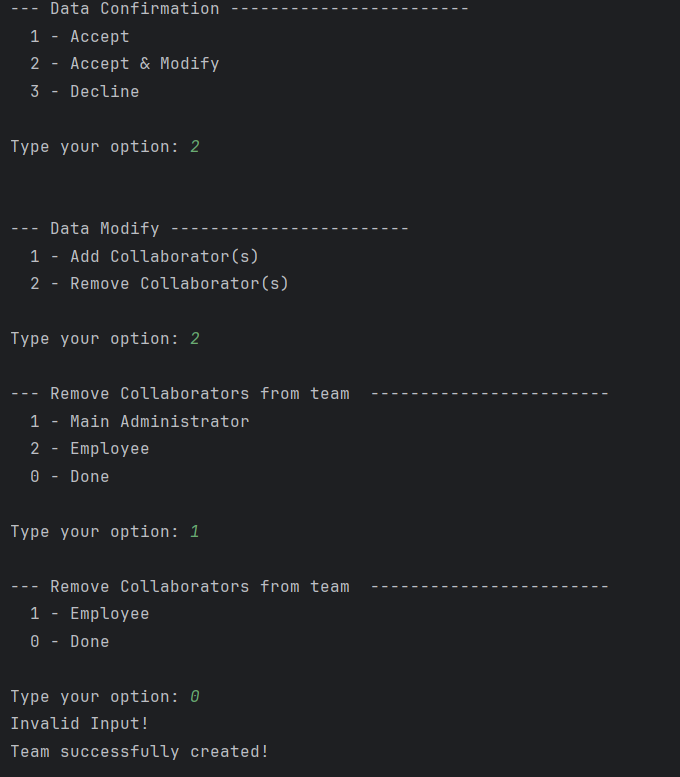 --- Data Confirmation ------------------------
  1 - Accept
  2 - Accept & Modify
  3 - Decline
Type your option: 2
--- Data Modify ------------------------
  1 - Add Collaborator(s)
  2 - Remove Collaborator(s)
Type your option: 2
--- Remove Collaborators from team  ------------------------
  1 - Main Administrator
  2 - Employee
  0 - Done
Type your option: 1
--- Remove Collaborators from team  ------------------------
  1 - Employee
  0 - Done
Type your option: 0
Invalid Input!
Team successfully created!